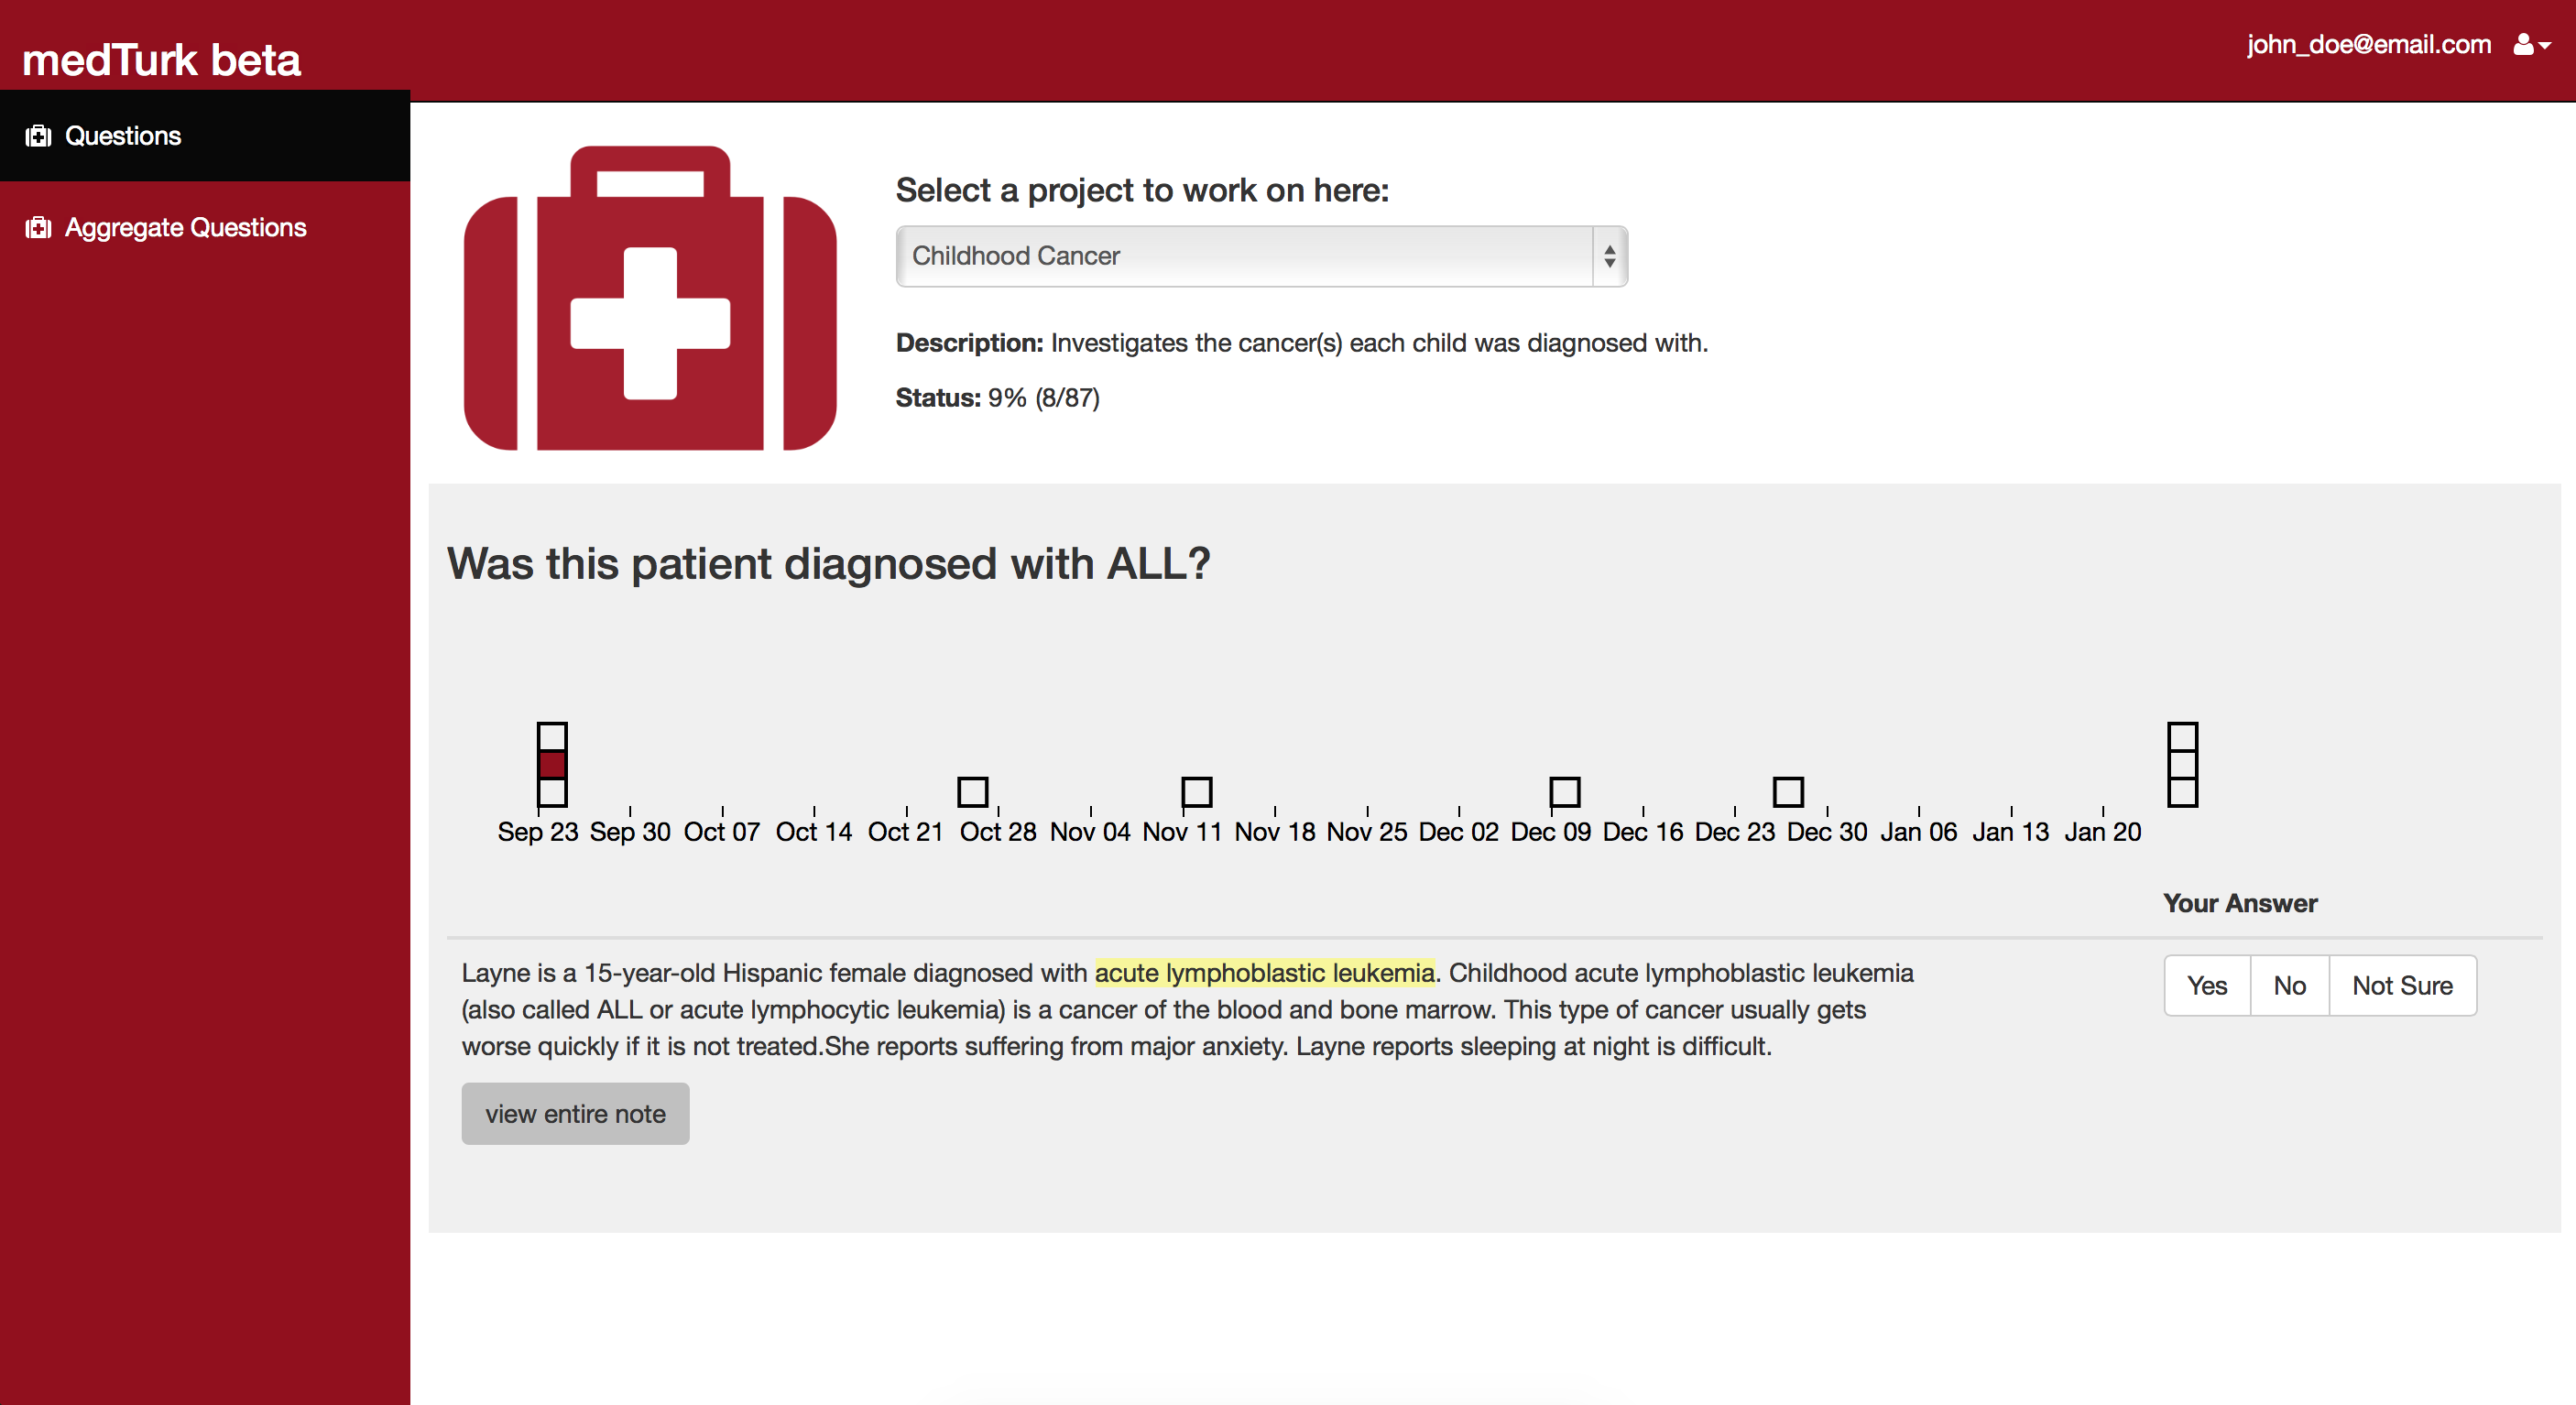 medTurk beta
john_doe@email.com
Questions
Aggregate Questions
Select a project to work on here:
Childhood Cancer
Description: Investigates the cancer(s) each child was diagnosed with.
Status: 9% (8/87)
Was this patient diagnosed with ALL?
Sep 23 Sep 30 Oct 07 Oct 14 Oct 21 Oct 28 Nov 04 Nov 11 Nov 18 Nov 25 Dec 02 Dec 09 Dec 16 Dec 23 Dec 30 Jan 06 Jan 13 Jan 20
Your Answer
Layne is a 15-year-old Hispanic female diagnosed with acute lymphoblastic leukemia. Childhood acute lymphoblastic leukemia
(also called ALL or acute lymphocytic leukemia) is a cancer of the blood and bone marrow. This type of cancer usually gets
worse quickly if it is not treated.She reports suffering from major anxiety. Layne reports sleeping at night is difficult.
Yes No Not Sure
view entire note